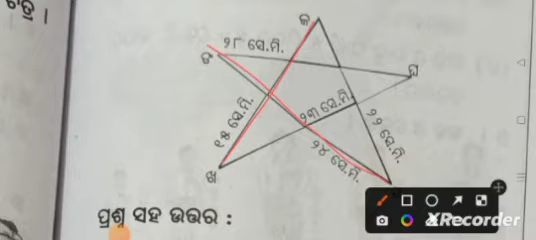 ଚିତ୍ର ।
କ
୨୮ ସେ.ମି.
ଙ
ଘ
୧୫ ସେ.ମି.
୨୩ ସେ.ମି.
୨୨ ସେ.ମି.
୨୪ ସେ.ମି.
ଖ
ପ୍ରଶ୍ନ ସହ ଉତ୍ତର :
XRecorder